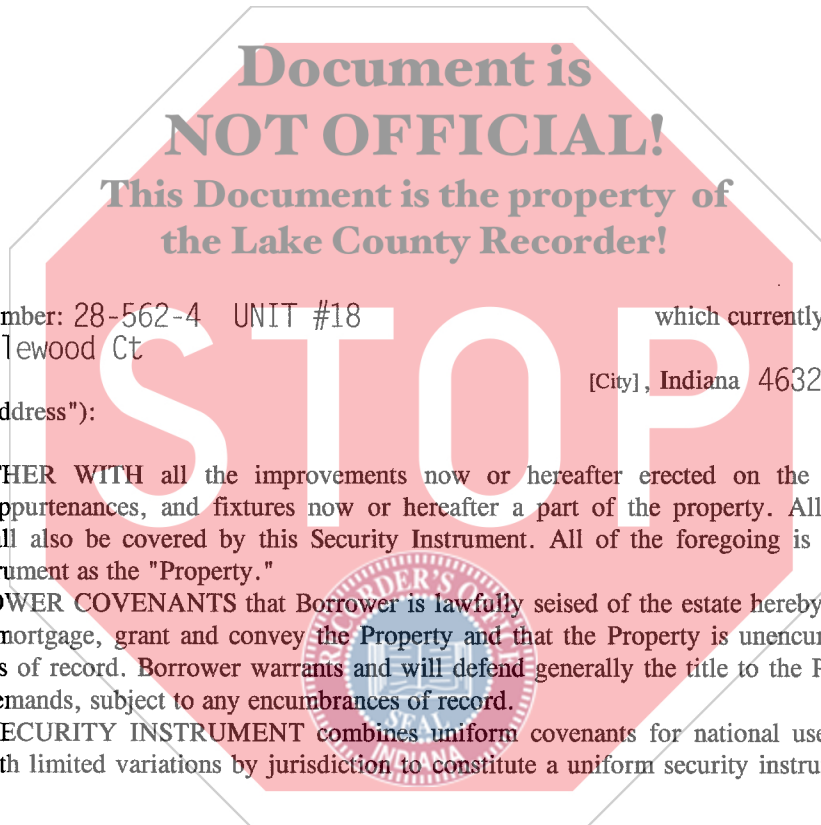 Document is
NOT OFFICIAL!
This Document is the property of
the Lake County Recorder!
STOP
mber: 28-562-4 UNIT #18 which currently
lewood Ct
[City], Indiana 4632
ddress"):
HER WITH all the improvements now or hereafter erected on the
ppurtenances, and fixtures now or hereafter a part of the property. All
ll also be covered by this Security Instrument. All of the foregoing is
rument as the "Property."
OWER COVENANTS that Borrower is lawfully seised of the estate hereby
mortgage, grant and convey the Property and that the Property is unencu
s of record. Borrower warrants and will defend generally the title to the P
emands, subject to any encumbrances of record.
ECURITY INSTRUMENT combines uniform covenants for national use
th limited variations by jurisdiction to constitute a uniform security instru
RECORDER'S OFFICE
SEAL
INDIANA